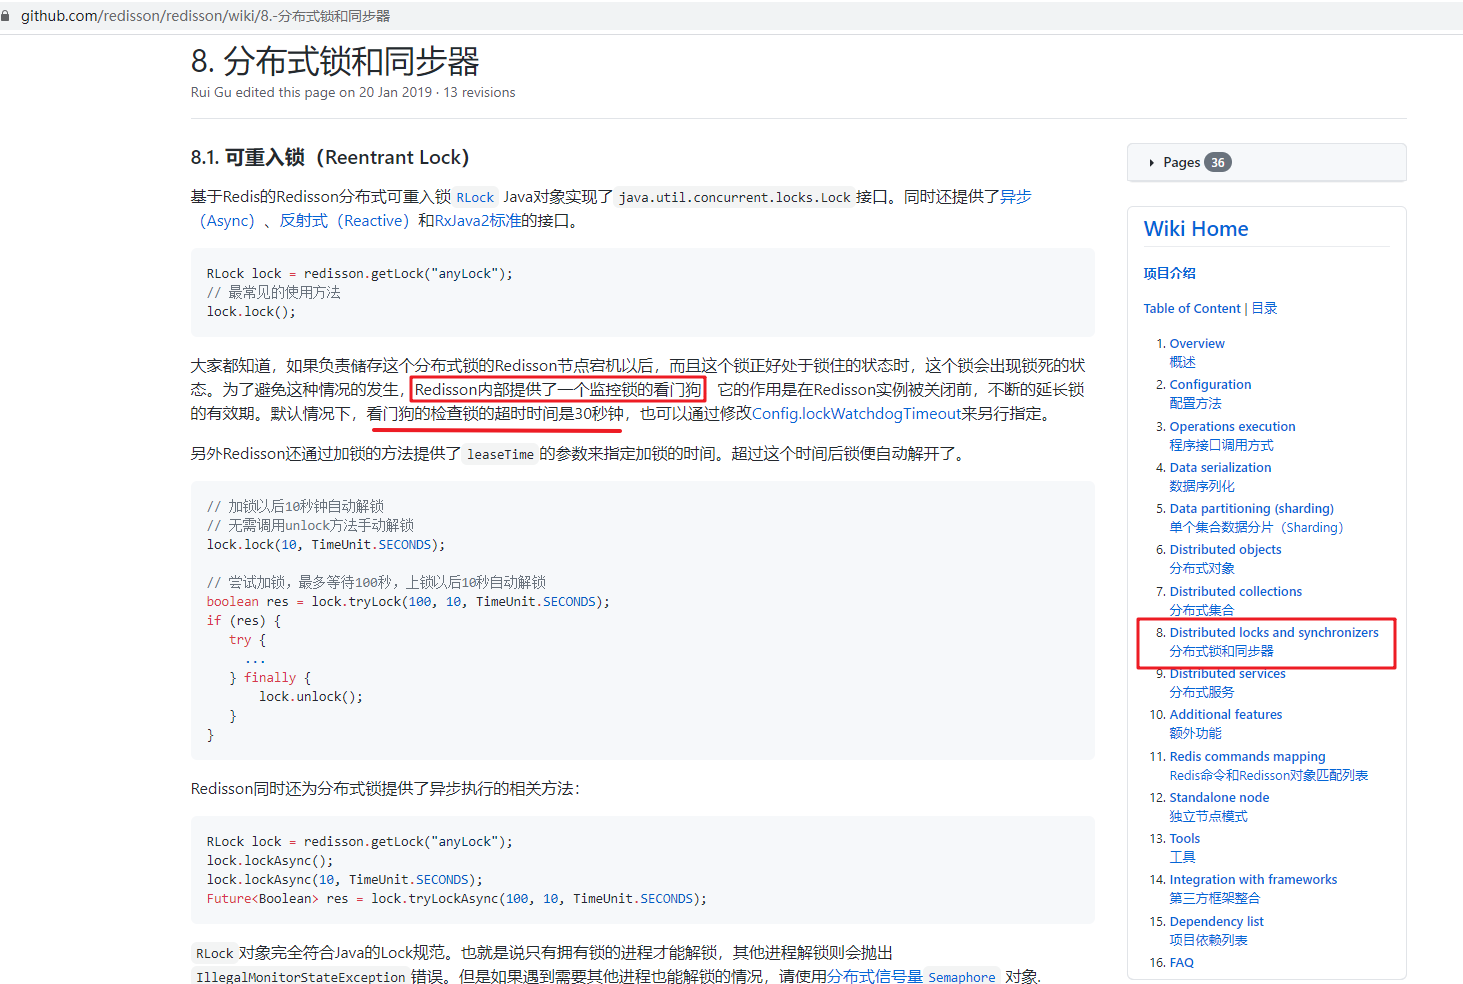 github.com/redisson/redisson/wiki/8.-分布式锁和同步器
8. 分布式锁和同步器
Rui Gu edited this page on 20 Jan 2019 · 13 revisions
8.1. 可重入锁（Reentrant Lock）
基于Redis的Redisson分布式可重入锁 RLock Java对象实现了 java.util.concurrent.locks.Lock 接口。同时还提供了异步
（Async）、反射式（Reactive）和RxJava2标准的接口。
RLock lock = redisson.getLock("anyLock");
// 最常见的使用方法
lock.lock();
大家都知道，如果负责储存这个分布式锁的Redisson节点宕机以后，而且这个锁正好处于锁住的状态时，这个锁会出现锁死的状
态。为了避免这种情况的发生，Redisson内部提供了一个监控锁的看门狗 它的作用是在Redisson实例被关闭前，不断的延长锁
的有效期。默认情况下，看门狗的检查锁的超时时间是30秒钟，也可以通过修改Config.lockWatchdogTimeout来另行指定。
另外Redisson还通过加锁的方法提供了 leaseTime 的参数来指定加锁的时间。超过这个时间后锁便自动解开了。
// 加锁以后10秒钟自动解锁
// 无需调用unlock方法手动解锁
lock.lock(10, TimeUnit.SECONDS);
// 尝试加锁，最多等待100秒，上锁以后10秒自动解锁
boolean res = lock.tryLock(100, 10, TimeUnit.SECONDS);
if (res) {
try {
...
} finally {
lock.unlock();
}
}
Redisson同时还为分布式锁提供了异步执行的相关方法：
RLock lock = redisson.getLock("anyLock");
lock.lockAsync();
lock.lockAsync(10, TimeUnit.SECONDS);
Future<Boolean> res = lock.tryLockAsync(100, 10, TimeUnit.SECONDS);
RLock 对象完全符合Java的Lock规范。也就是说只有拥有锁的进程才能解锁，其他进程解锁则会抛出
IllegalMonitorStateException 错误。但是如果遇到需要其他进程也能解锁的情况，请使用分布式信号量 Semaphore 对象.
Pages 36
Wiki Home
项目介绍
Table of Content | 目录
1. Overview
概述
2. Configuration
配置方法
3. Operations execution
程序接口调用方式
4. Data serialization
数据序列化
5. Data partitioning (sharding)
单个集合数据分片（Sharding）
6. Distributed objects
分布式对象
7. Distributed collections
分布式集合
8. Distributed locks and synchronizers
分布式锁和同步器
9. Distributed services
分布式服务
10. Additional features
额外功能
11. Redis commands mapping
Redis命令和Redisson对象匹配列表
12. Standalone node
独立节点模式
13. Tools
工具
14. Integration with frameworks
第三方框架整合
15. Dependency list
项目依赖列表
16. FAQ